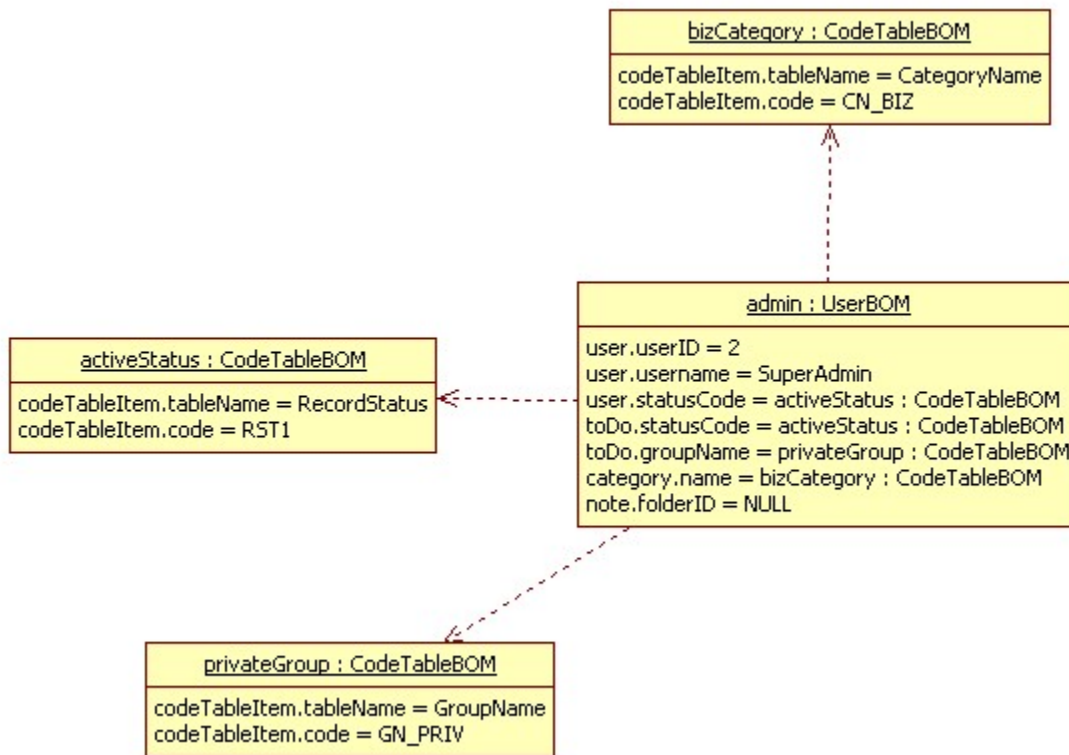 bizCategory : CodeTableBOM
codeTableItem.tableName = CategoryName
codeTableItem.code = CN_BIZ
admin : UserBOM
user.userID = 2
user.username = SuperAdmin
user.statusCode = activeStatus : CodeTableBOM
toDo.statusCode = activeStatus : CodeTableBOM
toDo.groupName = privateGroup : CodeTableBOM
category.name = bizCategory : CodeTableBOM
note.folderID = NULL
activeStatus : CodeTableBOM
codeTableItem.tableName = RecordStatus
codeTableItem.code = RST1
privateGroup : CodeTableBOM
codeTableItem.tableName = GroupName
codeTableItem.code = GN_PRIV